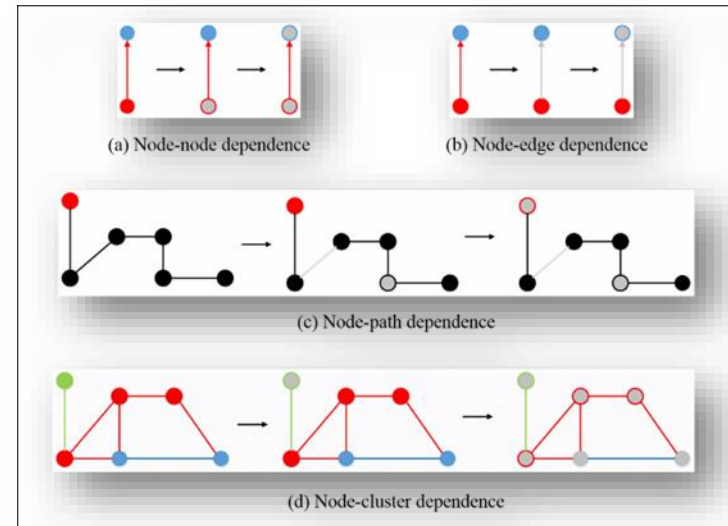 (a) Node-node dependence
(b) Node-edge dependence
(c) Node-path dependence
(d) Node-cluster dependence